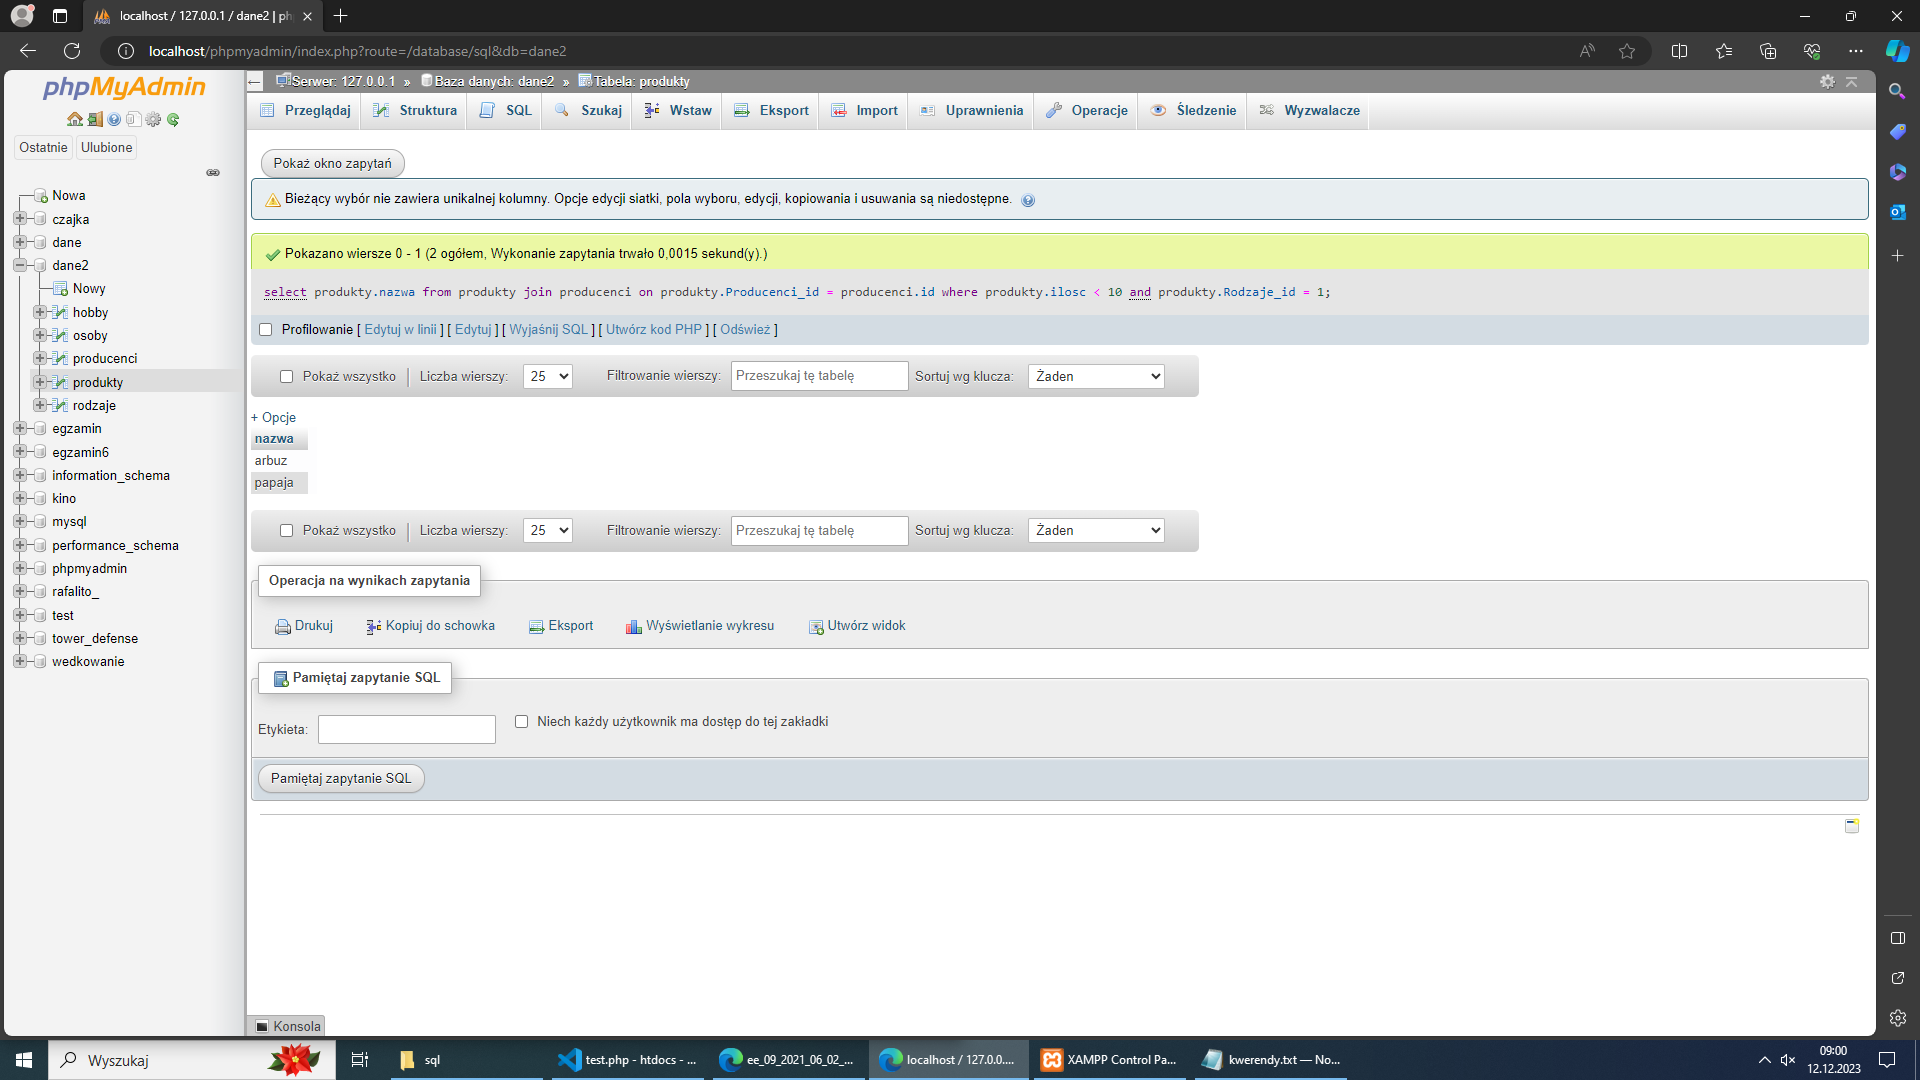 localhost / 127.0.0.1 / dane2 | ph
localhost/phpmyadmin/index.php?route=/database/sql&db=dane2
phpMyAdmin
Ostatnie
Ulubione
Nowa
czajka
dane
dane2
Nowy
hobby
osoby
producenci
produkty
rodzaje
egzamin
egzamin6
information_schema
kino
mysql
performance_schema
phpmyadmin
rafalito_
test
tower_defense
wedkowanie
Serwer: 127.0.0.1 » Baza danych: dane2 » Tabela: produkty
Przeglądaj Struktura SQL Szukaj Wstaw Eksport Import Uprawnienia Operacje Śledzenie Wyzwalacze
Pokaż okno zapytań
Bieżący wybór nie zawiera unikalnej kolumny. Opcje edycji siatki, pola wyboru, edycji, kopiowania i usuwania są niedostępne.
Pokazano wiersze 0 - 1 (2 ogółem, Wykonanie zapytania trwało 0,0015 sekund(y).)
select produkty.nazwa from produkty join producenci on produkty.Producenci_id = producenci.id where produkty.ilosc < 10 and produkty.Rodzaje_id = 1;
Profilowanie [ Edytuj w linii ] [ Edytuj ] [ Wyjaśnij SQL ] [ Utwórz kod PHP ] [ Odśwież ]
Pokaż wszystko | Liczba wierszy: 25 Filtrowanie wierszy: Przeszukaj tę tabelę Sortuj wg klucza: Żaden
+ Opcje
nazwa
arbuz
papaja
Pokaż wszystko | Liczba wierszy: 25 Filtrowanie wierszy: Przeszukaj tę tabelę Sortuj wg klucza: Żaden
Operacja na wynikach zapytania
Drukuj Kopiuj do schowka Eksport Wyświetlanie wykresu Utwórz widok
Pamiętaj zapytanie SQL
Etykieta: Niech każdy użytkownik ma dostęp do tej zakładki
Pamiętaj zapytanie SQL
Konsola
Wyszukaj
sql
test.php - htdocs - ...
ee_09_2021_06_02_...
localhost / 127.0.0....
XAMPP Control Pa...
kwerendy.txt — No...
09:00
12.12.2023